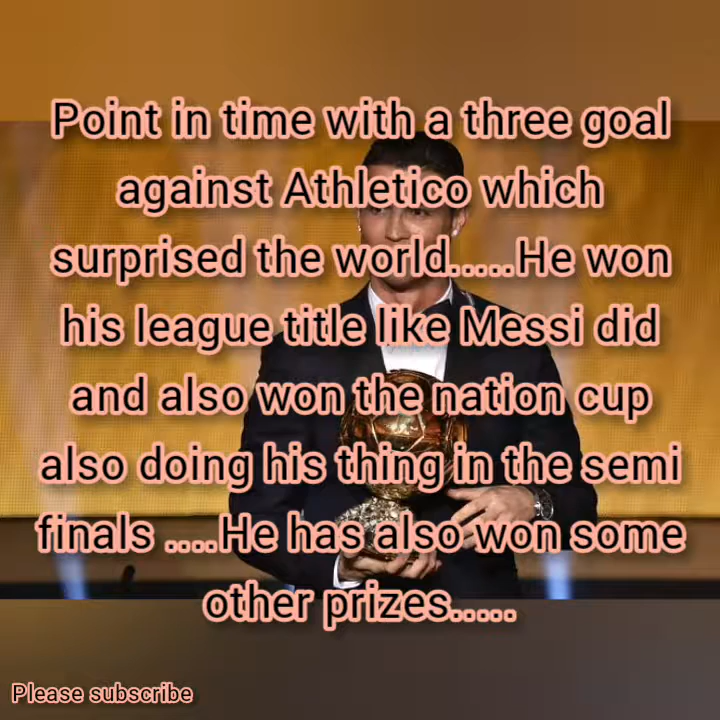 Point in time with a three goal
against Athletico which
surprised the world.....He won
his league title like Messi did
and also won the nation cup
also doing his thing in the semi
finals ....He has also won some
other prizes.....
Please subscribe